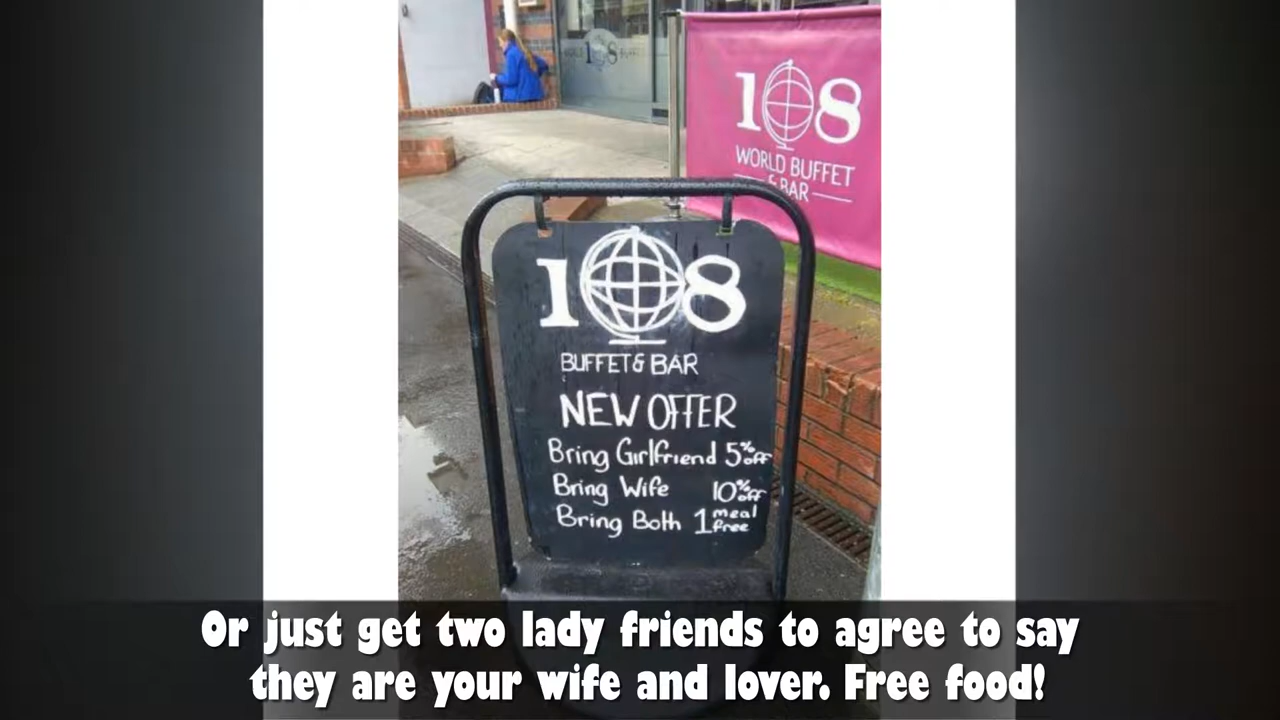 WORLD 108 BUFFET
108
WORLD BUFFET
& BAR
108
BUFFET & BAR
NEW OFFER
Bring Girlfriend 5% off
Bring Wife 10% off
Bring Both 1 meal free
Or just get two lady friends to agree to say
they are your wife and lover. Free food!